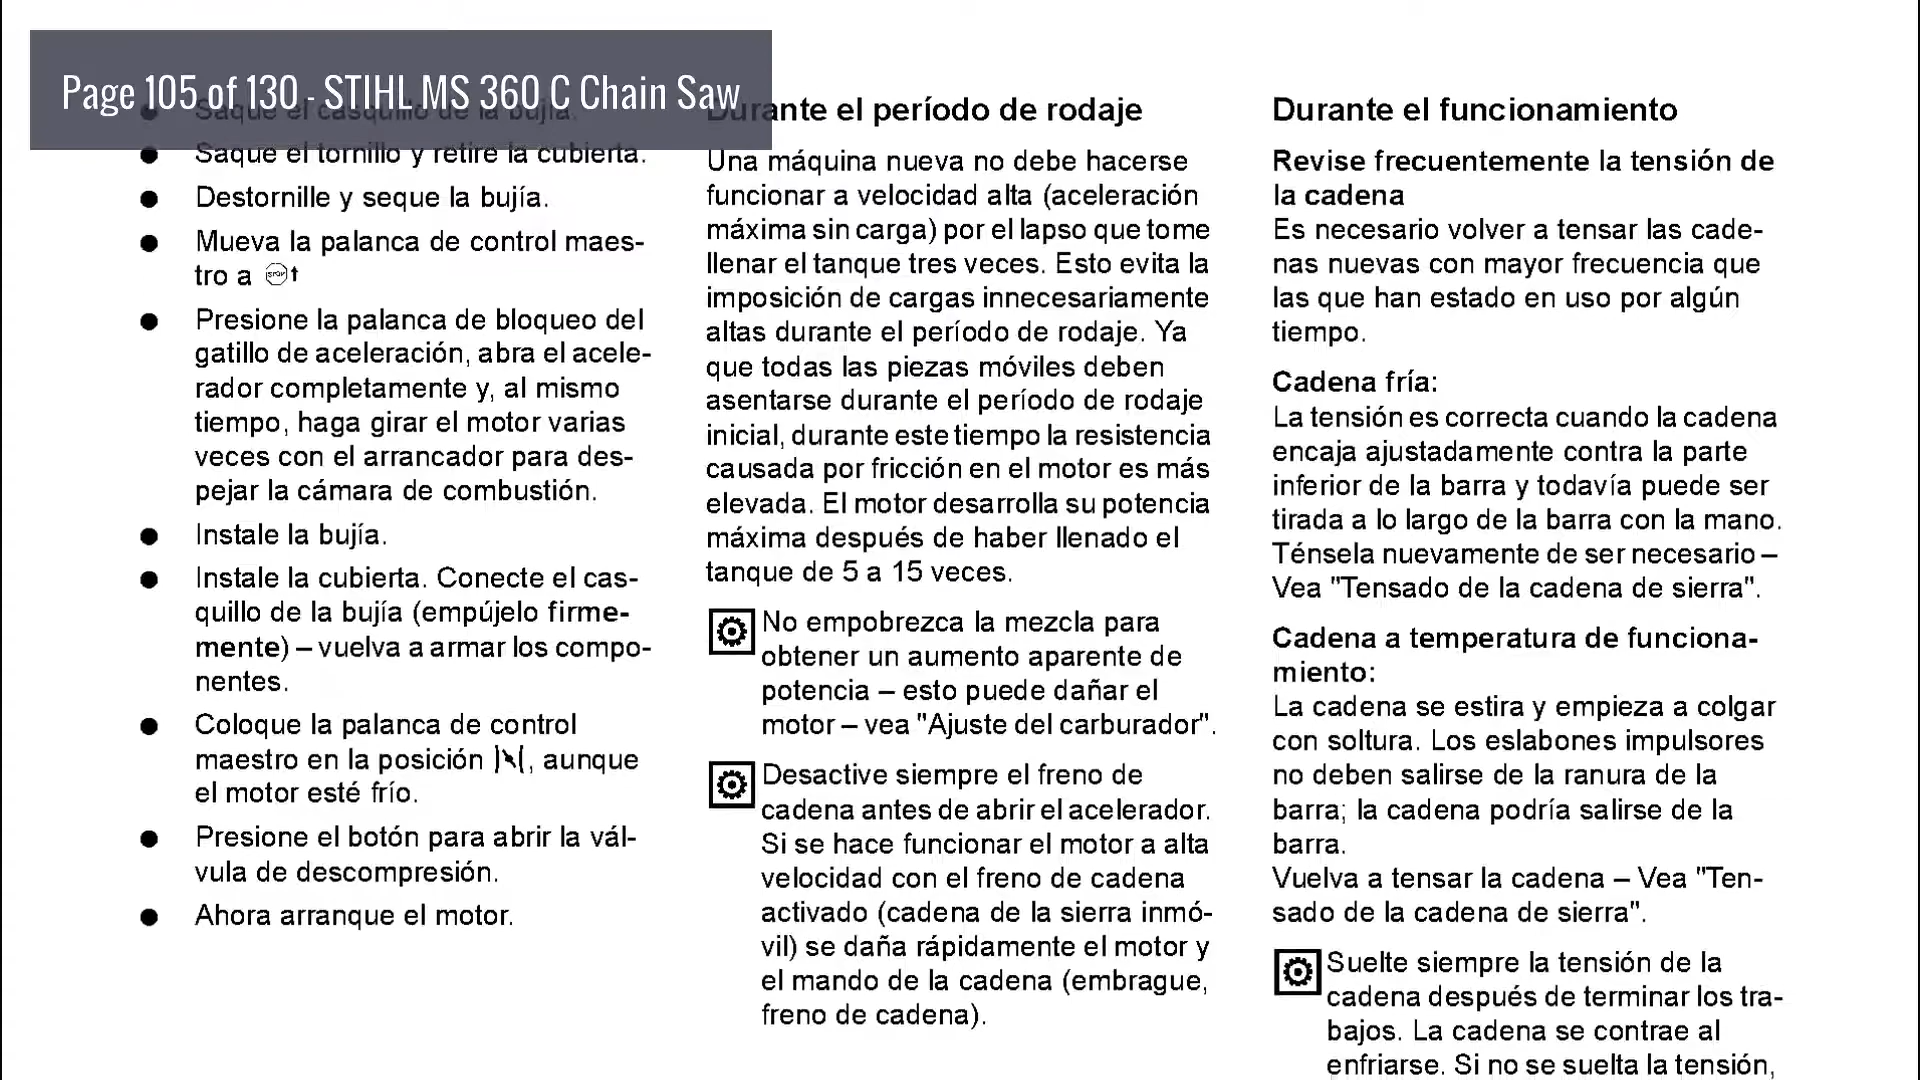 Page 105 of 130 - STIHL MS 360 C Chain Saw
● Saque el casquillo de la bujía.
● Saque el tornillo y retire la cubierta.
● Destornille y seque la bujía.
● Mueva la palanca de control maes-
tro a STOP
● Presione la palanca de bloqueo del
gatillo de aceleración, abra el acele-
rador completamente y, al mismo
tiempo, haga girar el motor varias
veces con el arrancador para des-
pejar la cámara de combustión.
● Instale la bujía.
● Instale la cubierta. Conecte el cas-
quillo de la bujía (empújelo firme-
mente) – vuelva a armar los compo-
nentes.
● Coloque la palanca de control
maestro en la posición , aunque
el motor esté frío.
● Presione el botón para abrir la vál-
vula de descompresión.
● Ahora arranque el motor.
Durante el período de rodaje
Una máquina nueva no debe hacerse
funcionar a velocidad alta (aceleración
máxima sin carga) por el lapso que tome
llenar el tanque tres veces. Esto evita la
imposición de cargas innecesariamente
altas durante el período de rodaje. Ya
que todas las piezas móviles deben
asentarse durante el período de rodaje
inicial, durante este tiempo la resistencia
causada por fricción en el motor es más
elevada. El motor desarrolla su potencia
máxima después de haber llenado el
tanque de 5 a 15 veces.
No empobrezca la mezcla para
obtener un aumento aparente de
potencia – esto puede dañar el
motor – vea "Ajuste del carburador".
Desactive siempre el freno de
cadena antes de abrir el acelerador.
Si se hace funcionar el motor a alta
velocidad con el freno de cadena
activado (cadena de la sierra inmó-
vil) se daña rápidamente el motor y
el mando de la cadena (embrague,
freno de cadena).
Durante el funcionamiento
Revise frecuentemente la tensión de
la cadena
Es necesario volver a tensar las cade-
nas nuevas con mayor frecuencia que
las que han estado en uso por algún
tiempo.
Cadena fría:
La tensión es correcta cuando la cadena
encaja ajustadamente contra la parte
inferior de la barra y todavía puede ser
tirada a lo largo de la barra con la mano.
Ténsela nuevamente de ser necesario –
Vea "Tensado de la cadena de sierra".
Cadena a temperatura de funciona-
miento:
La cadena se estira y empieza a colgar
con soltura. Los eslabones impulsores
no deben salirse de la ranura de la
barra; la cadena podría salirse de la
barra.
Vuelva a tensar la cadena – Vea "Ten-
sado de la cadena de sierra".
Suelte siempre la tensión de la
cadena después de terminar los tra-
bajos. La cadena se contrae al
enfriarse. Si no se suelta la tensión,